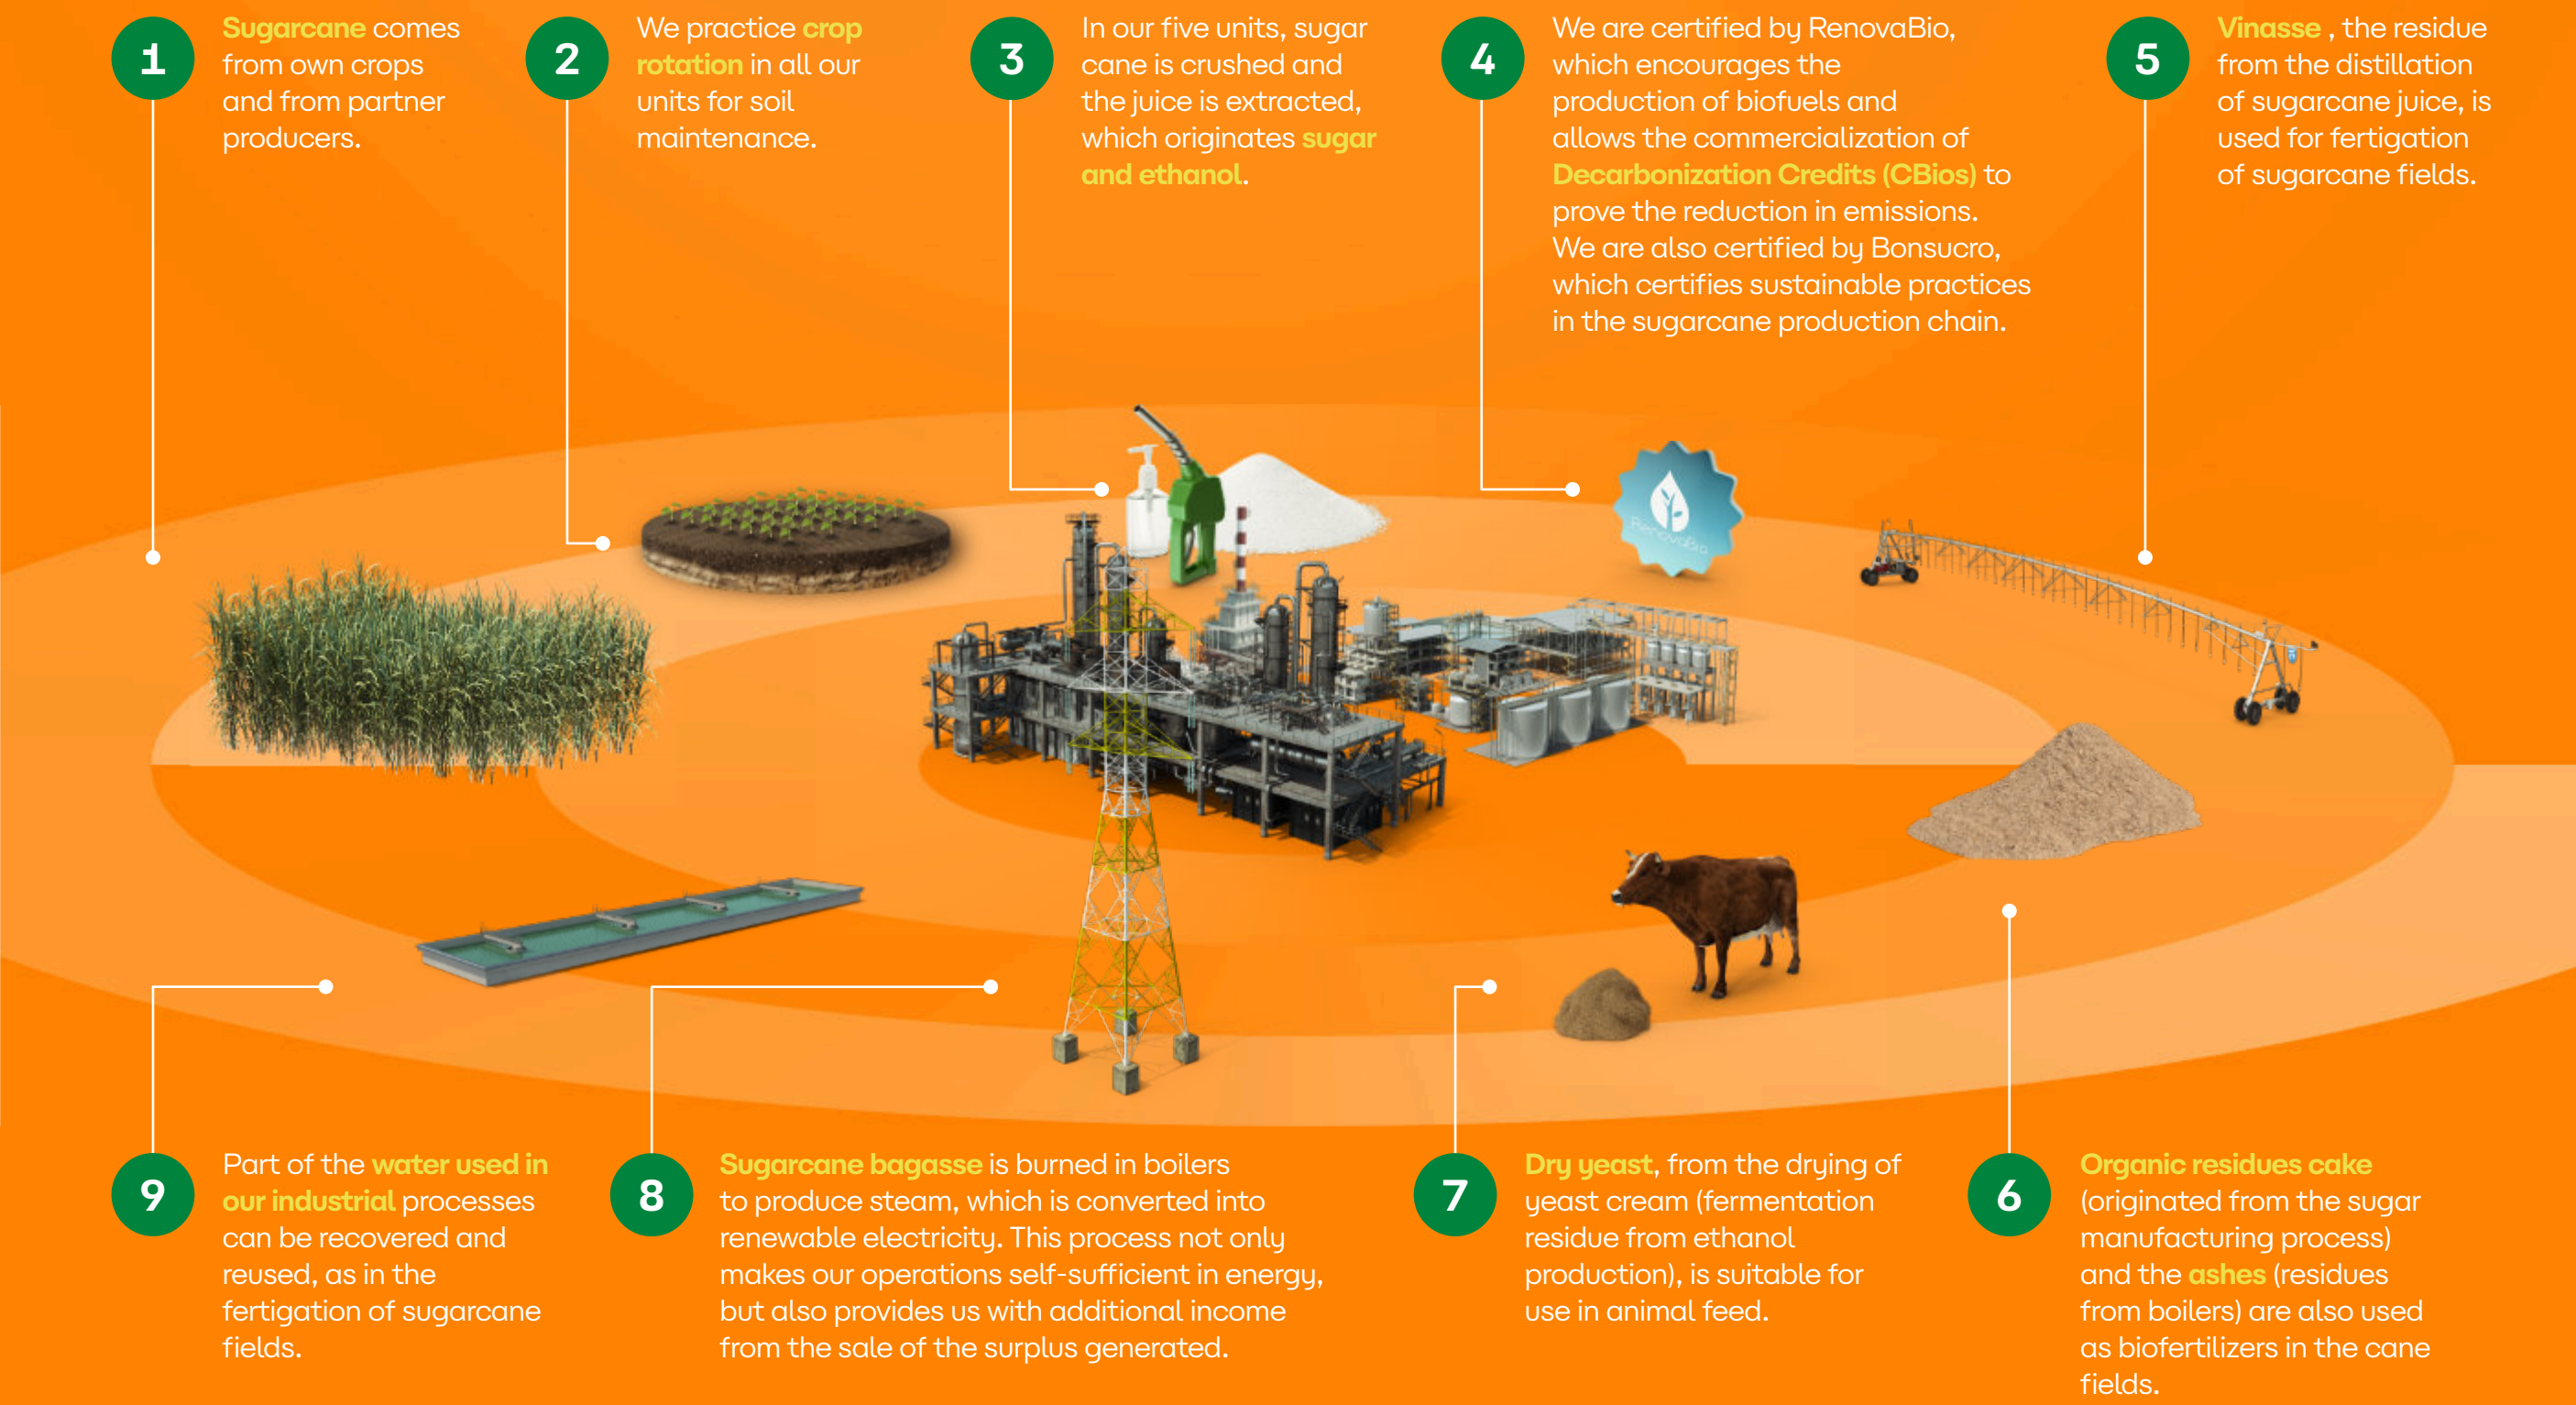 1
Sugarcane comes
from own crops
and from partner
producers.
2
We practice crop
rotation in all our
units for soil
maintenance.
3
In our five units, sugar
cane is crushed and
the juice is extracted,
which originates sugar
and ethanol.
4
We are certified by RenovaBio,
which encourages the
production of biofuels and
allows the commercialization of
Decarbonization Credits (CBios) to
prove the reduction in emissions.
We are also certified by Bonsucro,
which certifies sustainable practices
in the sugarcane production chain.
5
Vinasse , the residue
from the distillation
of sugarcane juice, is
used for fertigation
of sugarcane fields.
RenovaBio
9
Part of the water used in
our industrial processes
can be recovered and
reused, as in the
fertigation of sugarcane
fields.
8
Sugarcane bagasse is burned in boilers
to produce steam, which is converted into
renewable electricity. This process not only
makes our operations self-sufficient in energy,
but also provides us with additional income
from the sale of the surplus generated.
7
Dry yeast, from the drying of
yeast cream (fermentation
residue from ethanol
production), is suitable for
use in animal feed.
6
Organic residues cake
(originated from the sugar
manufacturing process)
and the ashes (residues
from boilers) are also used
as biofertilizers in the cane
fields.